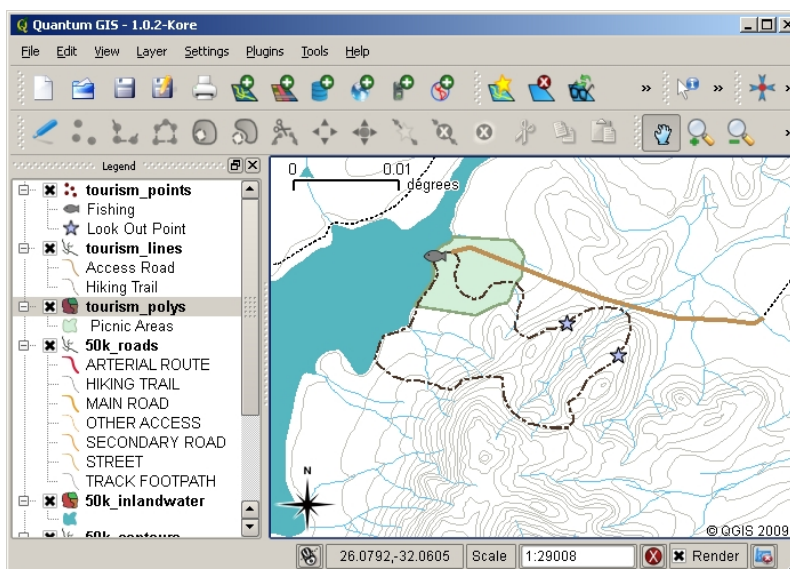 Quantum GIS - 1.0.2-Kore
File Edit View Layer Settings Plugins Tools Help
Legend
tourism_points
Fishing
Look Out Point
tourism_lines
Access Road
Hiking Trail
tourism_polys
Picnic Areas
50k_roads
ARTERIAL ROUTE
HIKING TRAIL
MAIN ROAD
OTHER ACCESS
SECONDARY ROAD
STREET
TRACK FOOTPATH
50k_inlandwater
50k_contours
0 0.01
degrees
N
© QGIS 2009
26.0792,-32.0605 Scale 1:29008 Render